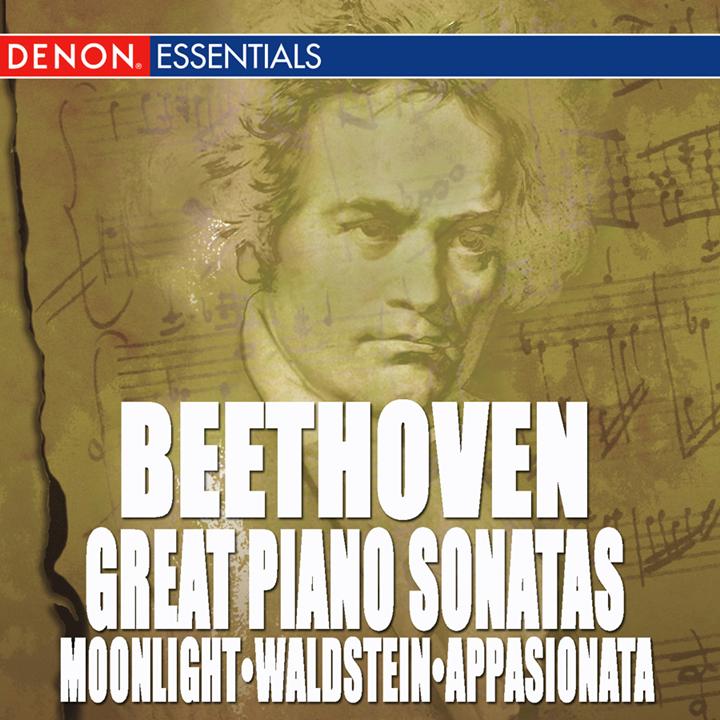 DENON® ESSENTIALS
BEETHOVEN
GREAT PIANO SONATAS
MOONLIGHT•WALDSTEIN•APPASIONATA